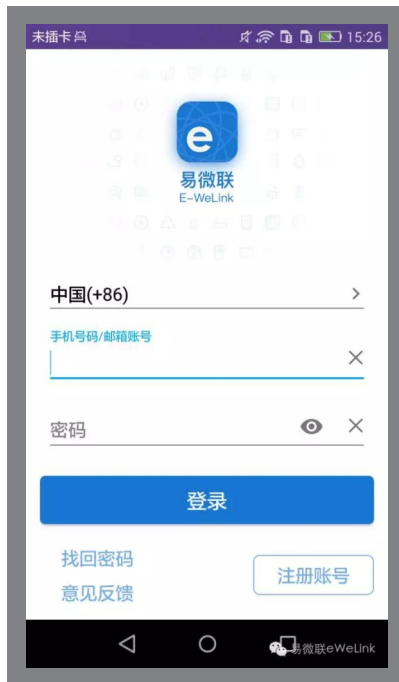 未插卡 15:26
e
易微联
E-WeLink
中国(+86)
手机号码/邮箱账号
密码
登录
找回密码
注册账号
意见反馈
易微联eWeLink